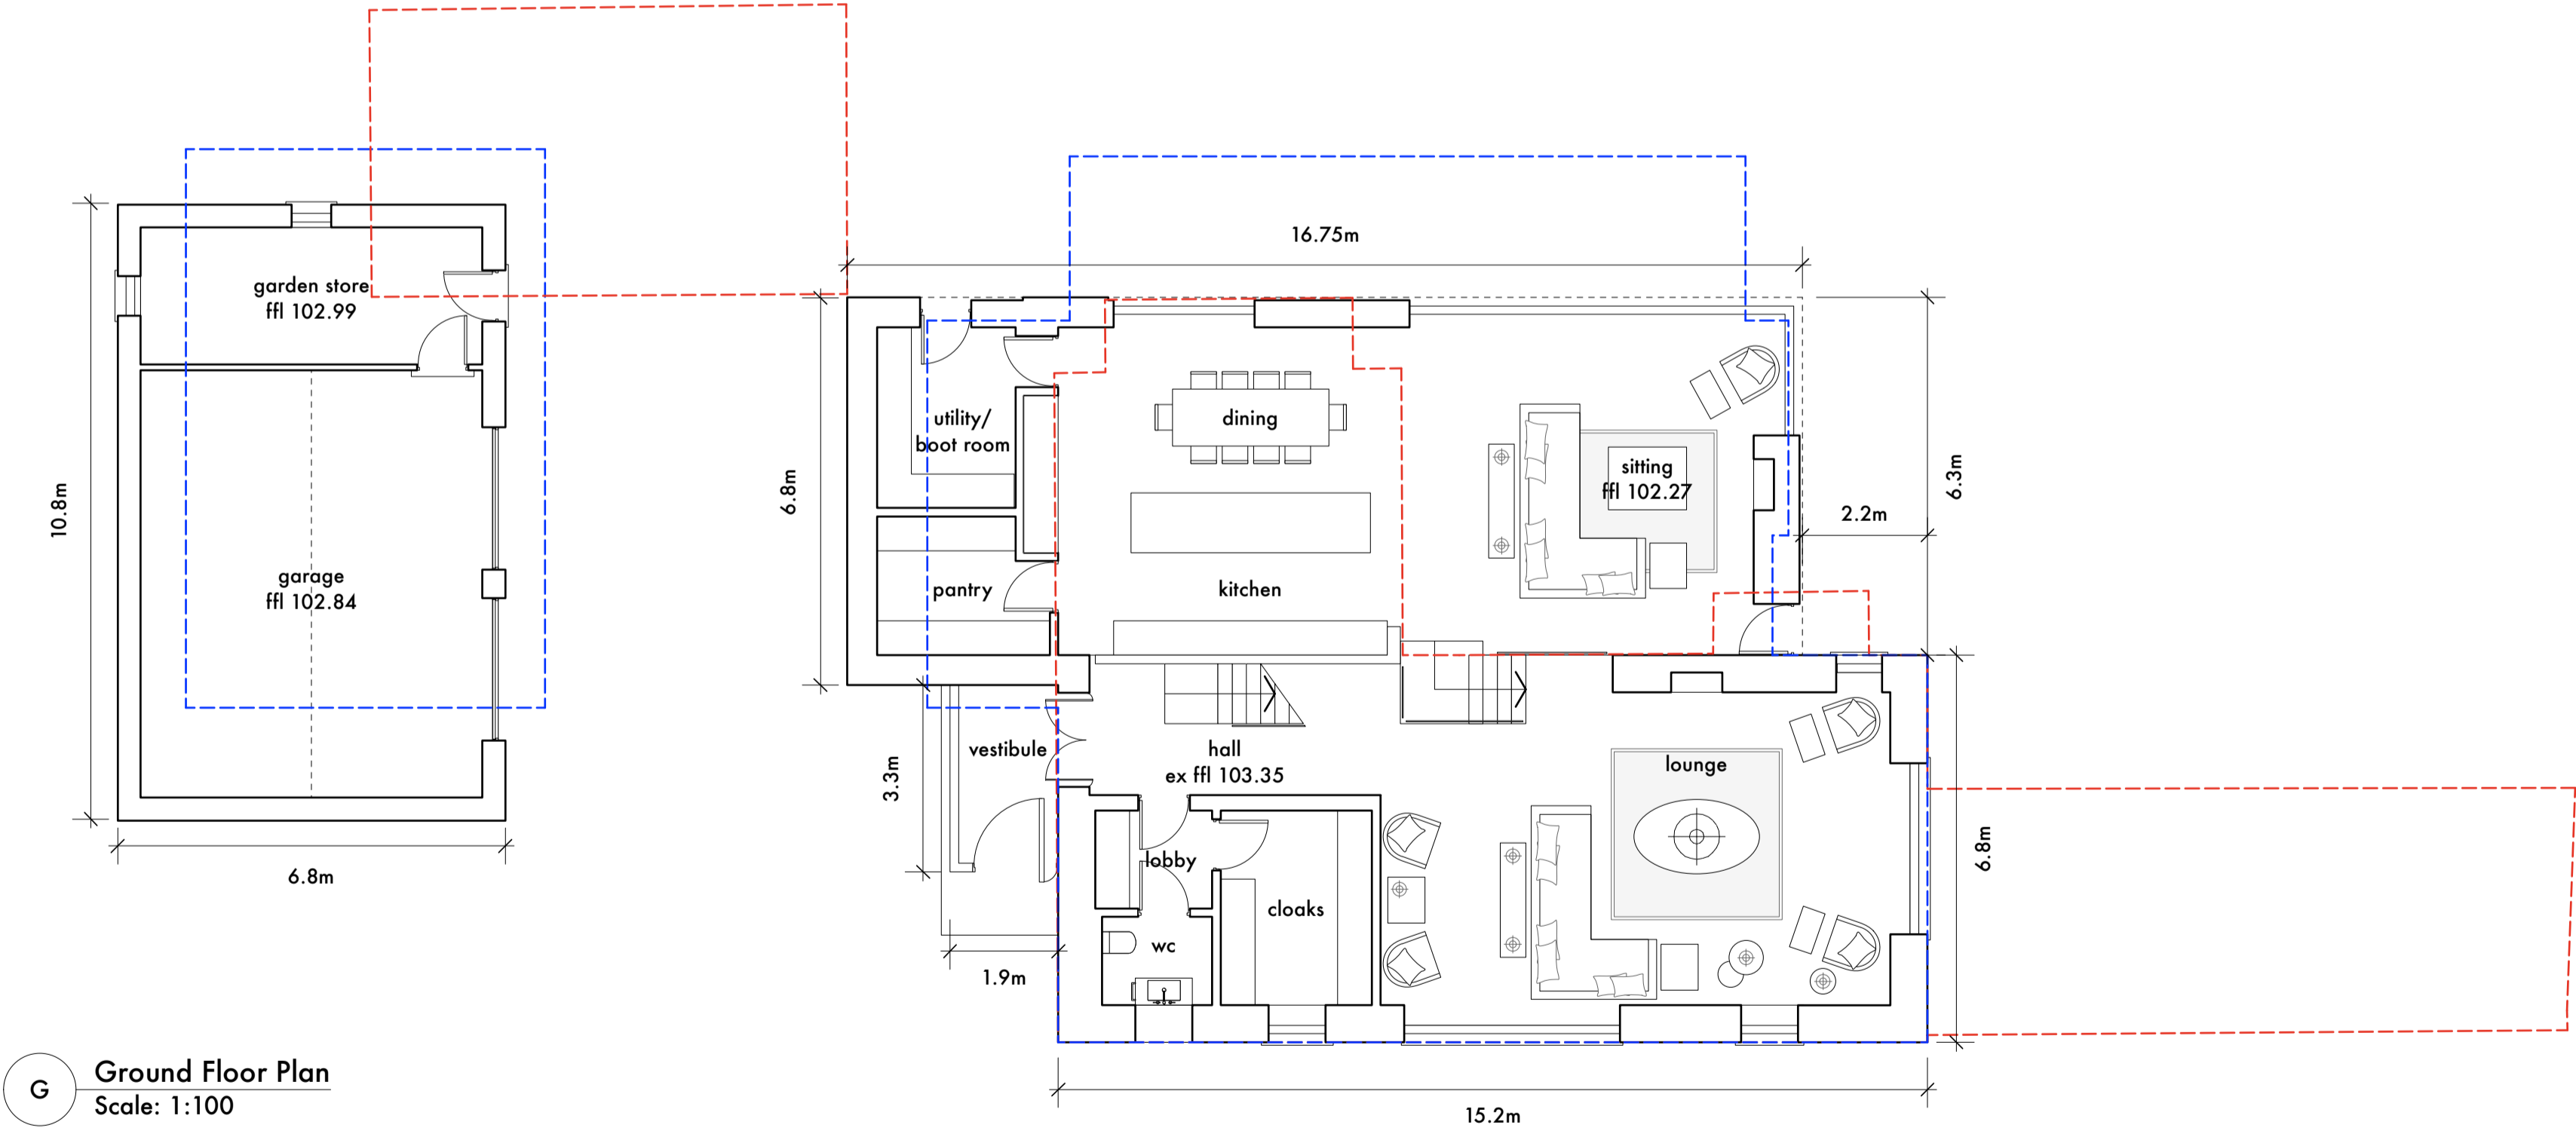 16.75m
garden store
ffl 102.99
utility/
boot room
dining
sitting
ffl 102.27
6.3m
2.2m
10.8m
6.8m
garage
ffl 102.84
pantry
kitchen
vestibule
hall
ex ffl 103.35
lounge
3.3m
6.8m
lobby
6.8m
cloaks
wc
1.9m
G
Ground Floor Plan
Scale: 1:100
15.2m